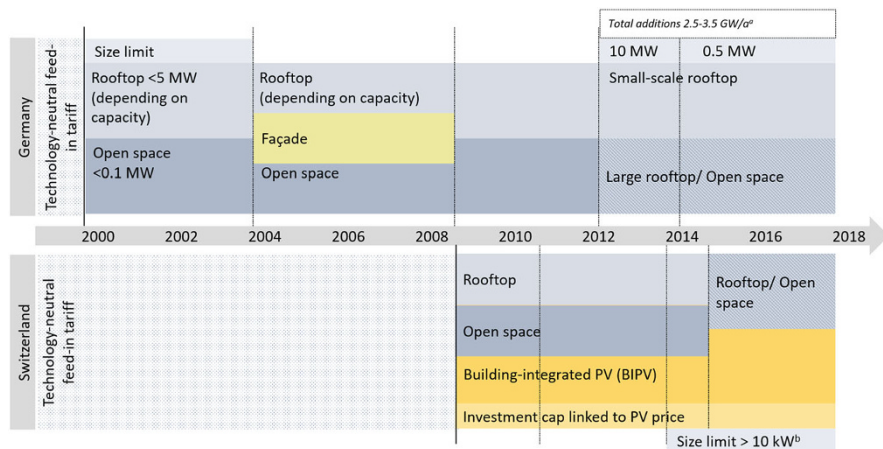 Total additions 2.5-3.5 GW/aᵃ
Size limit
10 MW
0.5 MW
Germany
Technology-neutral feed-
in tariff
Rooftop <5 MW
(depending on
capacity)
Rooftop
(depending on capacity)
Small-scale rooftop
Façade
Open space
<0.1 MW
Open space
Large rooftop/ Open space
2000 2002 2004 2006 2008 2010 2012 2014 2016 2018
Switzerland
Technology-neutral
feed-in tariff
Rooftop
Rooftop/ Open
space
Open space
Building-integrated PV (BIPV)
Investment cap linked to PV price
Size limit > 10 kWᵇ